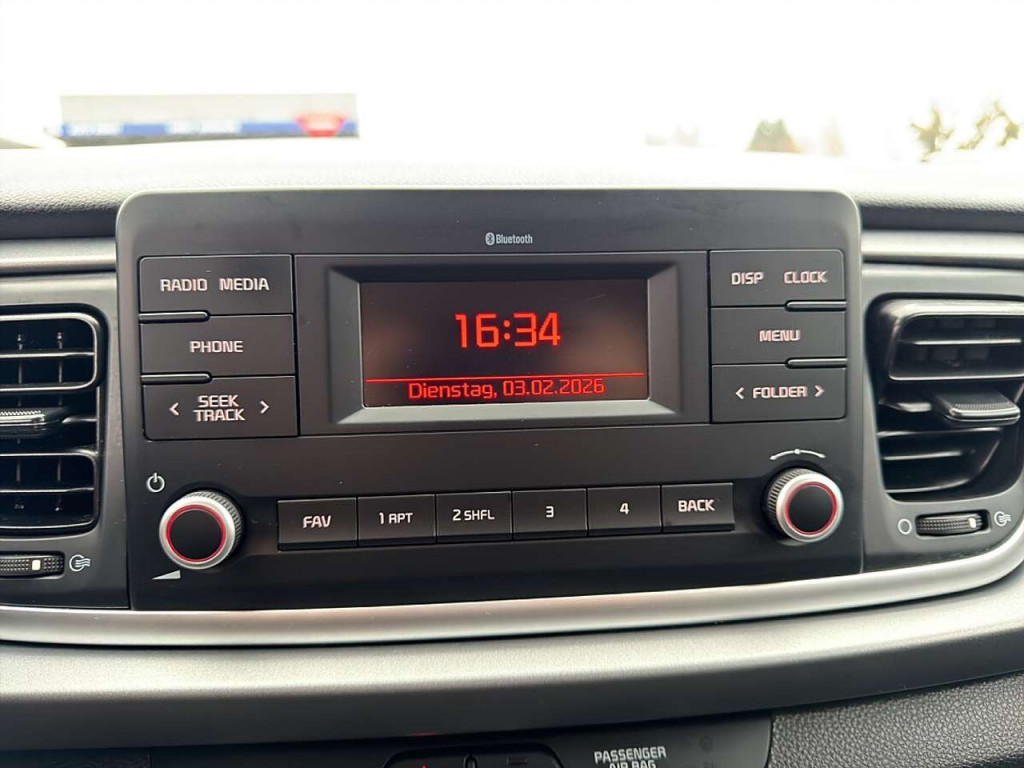 Bluetooth
RADIO MEDIA
DISP CLOCK
16:34
PHONE
MENU
Dienstag, 03.02.2026
< SEEK TRACK >
< FOLDER >
FAV
1 RPT
2 SHFL
3
4
BACK
PASSENGER
AIR BAG